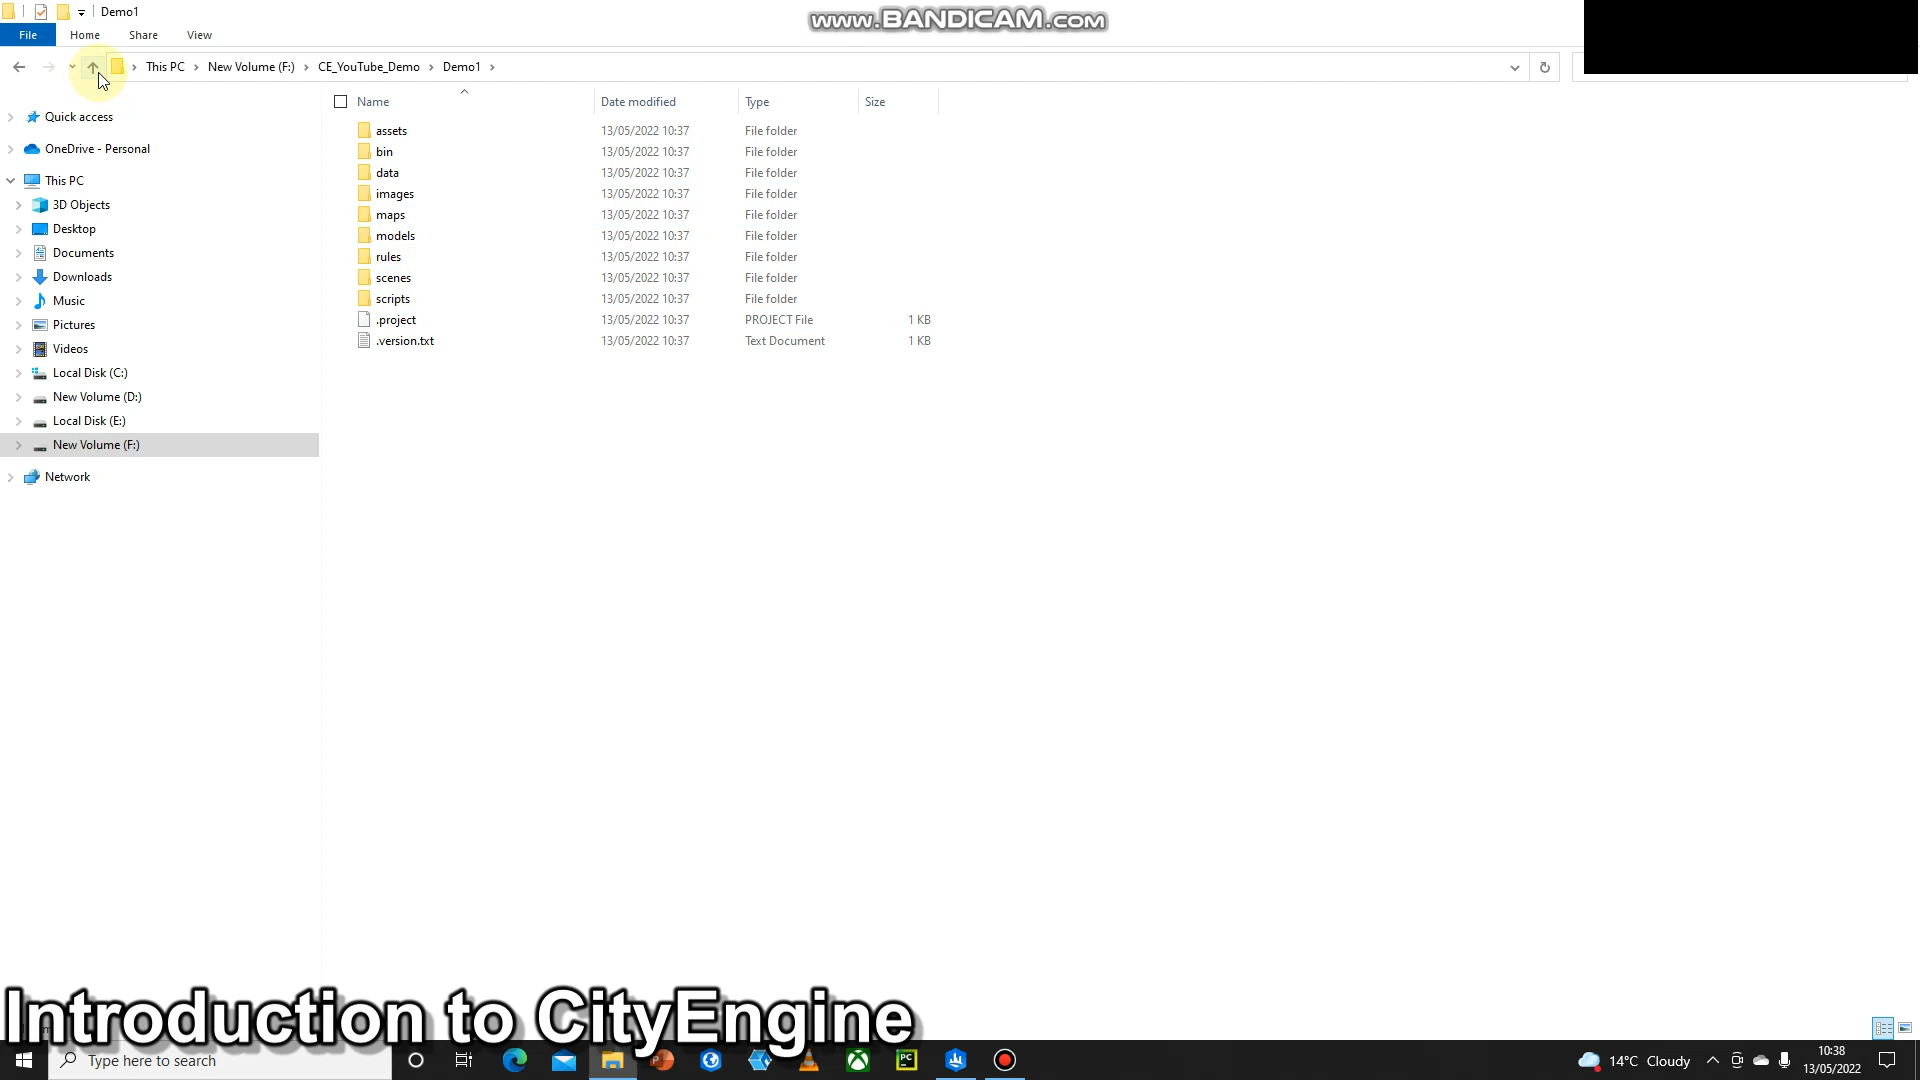 Demo1
WWW.BANDICAM.COM
File Home Share View
This PC New Volume (F:) CE_YouTube_Demo Demo1
Name Date modified Type Size
Quick access
OneDrive - Personal
This PC
3D Objects
Desktop
Documents
Downloads
Music
Pictures
Videos
Local Disk (C:)
New Volume (D:)
Local Disk (E:)
New Volume (F:)
Network
assets 13/05/2022 10:37 File folder
bin 13/05/2022 10:37 File folder
data 13/05/2022 10:37 File folder
images 13/05/2022 10:37 File folder
maps 13/05/2022 10:37 File folder
models 13/05/2022 10:37 File folder
rules 13/05/2022 10:37 File folder
scenes 13/05/2022 10:37 File folder
scripts 13/05/2022 10:37 File folder
.project 13/05/2022 10:37 PROJECT File 1 KB
.version.txt 13/05/2022 10:37 Text Document 1 KB
Introduction to CityEngine
Type here to search
PC
14°C Cloudy
10:38
13/05/2022